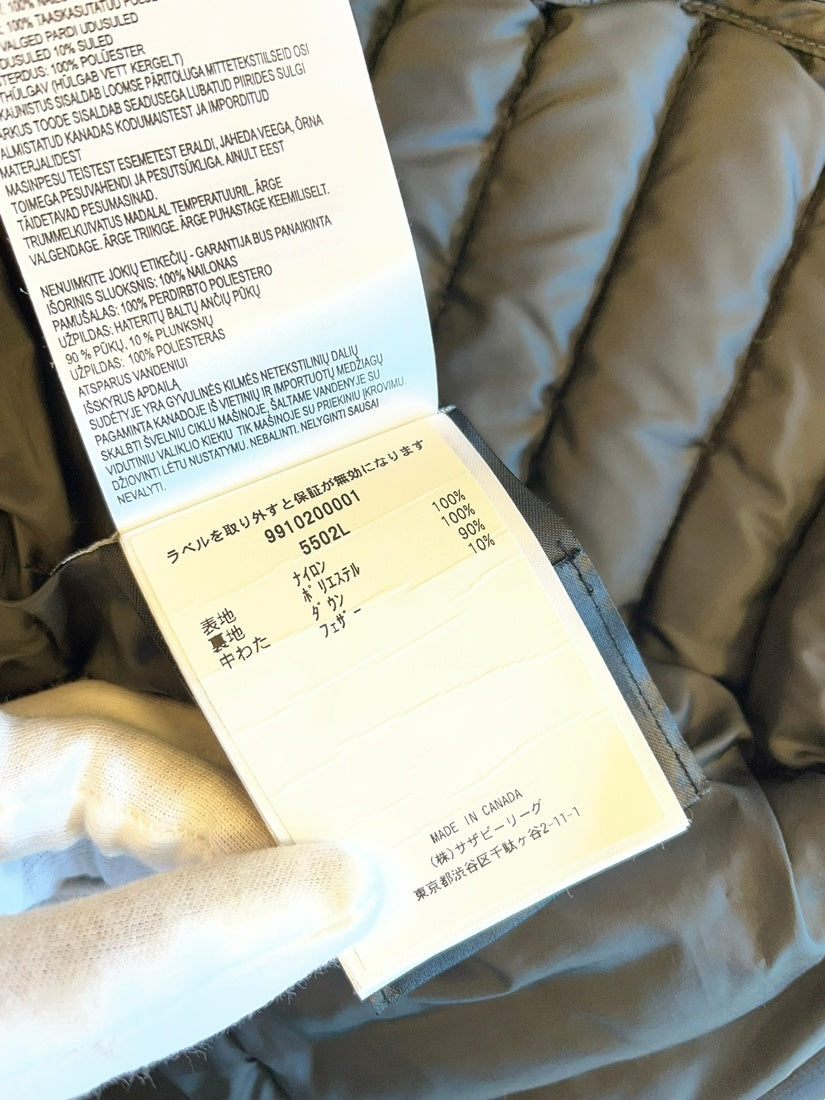 100% TAASKASUTATUD
VALGED PARDI UDUSULED
UDUSULED 10% SULED
100% POLÜESTER
(HÜLGAB VETT KERGELT)
KAUNISTUS SISALDAB LOOMSE PÄRITOLUGA MITTETEKSTIILSEID OSI
TOODE SISALDAB SEADUSEGA LUBATUD PIIRIDES SULGI
VALMISTATUD KANADAS KODUMAISTEST JA IMPORDITUD
MATERJALIDEST
MASINPESU TEISTEST ESEMETEST ERALDI, JAHEDA VEEGA, ÕRNA
TOIMEGA PESUVAHENDI JA PESUTSÜKLIGA. AINULT EEST
TÄIDETAVAD PESUMASINAD.
TRUMMELKUIVATUS MADALAL TEMPERATUURIL. ÄRGE
VALGENDAGE. ÄRGE TRIIKIGE. ÄRGE PUHASTAGE KEEMILISELT.
NENUIMKITE JOKIŲ ETIKEČIŲ - GARANTIJA BUS PANAIKINTA
IŠORINIS SLUOKSNIS: 100% NAILONAS
PAMUŠALAS: 100% PERDIRBTO POLIESTERO
UŽPILDAS: HATERITŲ BALTŲ ANČIŲ PŪKŲ
90 % PŪKŲ, 10 % PLUNKSNŲ
UŽPILDAS: 100% POLIESTERAS
ATSPARUS VANDENIUI
IŠSKYRUS APDAILĄ
SUDĖTYJE YRA GYVULINĖS KILMĖS NETEKSTILINIŲ DALIŲ
PAGAMINTA KANADOJE IŠ VIETINIŲ IR IMPORTUOTŲ MEDŽIAGŲ
SKALBTI ŠVELNIU CIKLU MAŠINOJE, ŠALTAME VANDENYJE SU
VIDUTINIU VALIKLIO KIEKIU TIK MAŠINOJE SU PRIEKINIU ĮKROVIMU.
DŽIOVINTI LĖTU NUSTATYMU. NEBALINTI. NELYGINTI SAUSAI
NEVALYTI.
ラベルを取り外すと保証が無効になります
9910200001
5502L
表地 ナイロン 100%
裏地 ポリエステル 100%
中わた ダウン 90%
フェザー 10%
MADE IN CANADA
(株)サザビーリーグ
東京都渋谷区千駄ヶ谷2-11-1